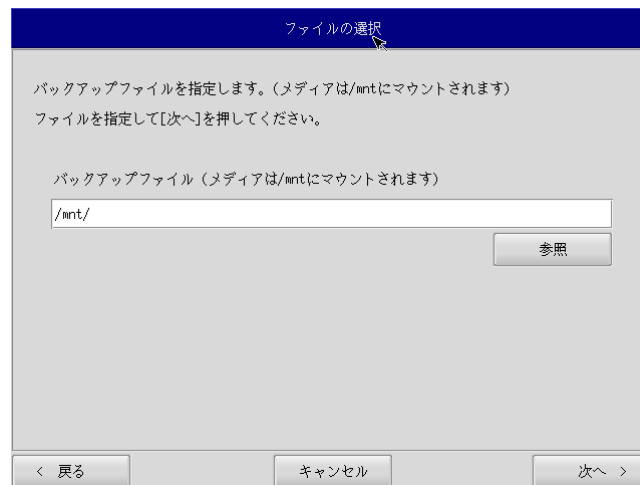 ファイルの選択
バックアップファイルを指定します。(メディアは/mntにマウントされます)
ファイルを指定して[次へ]を押してください。
バックアップファイル（メディアは/mntにマウントされます)
/mnt/
参照
< 戻る
キャンセル
次へ >